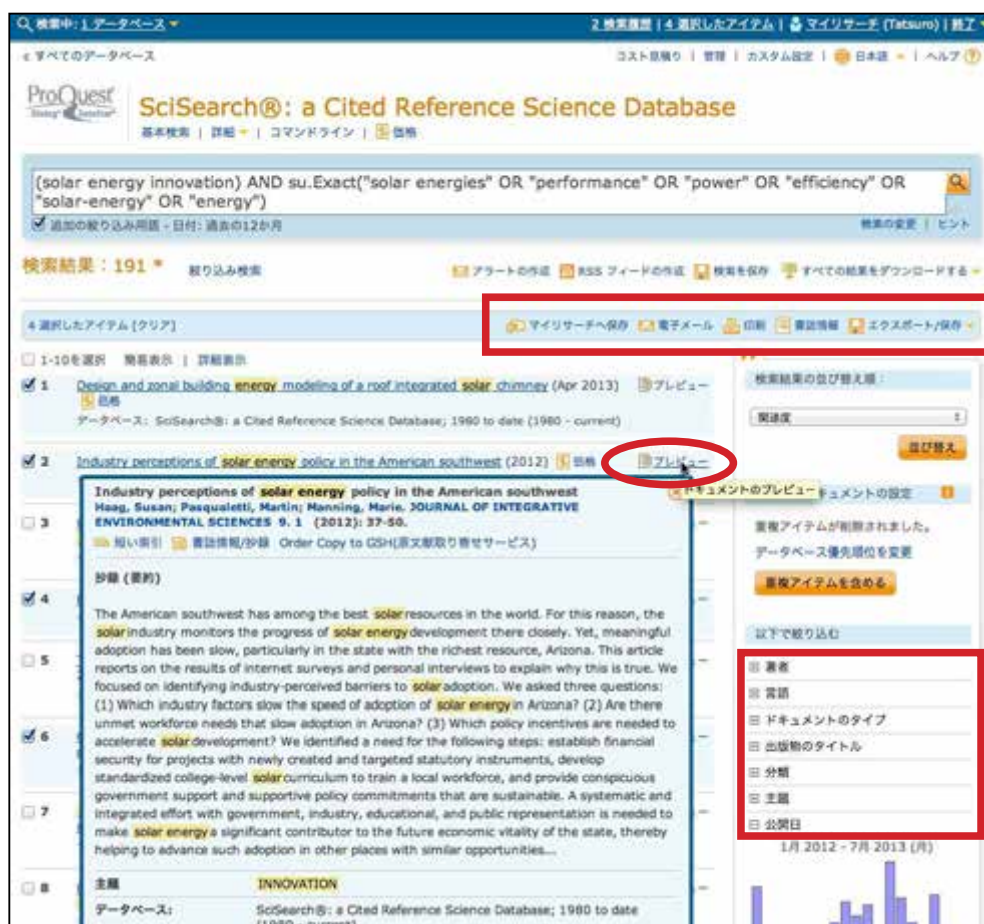 検索中: 1 データベース
2 検索履歴 | 4 選択したアイテム | マイリサーチ (Tatsuro) | 終了
すべてのデータベース
コスト見積り | 管理 | カスタム設定 | 日本語 | ヘルプ
ProQuest
SciSearch®: a Cited Reference Science Database
基本検索 | 詳細 | コマンドライン | 価格
(solar energy innovation) AND su.Exact("solar energies" OR "performance" OR "power" OR "efficiency" OR
"solar-energy" OR "energy")
追加の絞り込み用語 - 日付: 過去の12か月
検索の変更 | ヒント
検索結果：191 *
絞り込み検索
アラートの作成 RSS フィードの作成 検索を保存 すべての結果をダウンロードする
4 選択したアイテム [クリア]
マイリサーチへ保存 電子メール 印刷 書誌情報 エクスポート/保存
1-10を選択 簡易表示 | 詳細表示
検索結果の並び替え順:
1 Design and zonal building energy modeling of a roof integrated solar chimney (Apr 2013) プレビュー
価格
データベース: SciSearch®: a Cited Reference Science Database; 1980 to date (1980 - current)
関連度
並び替え
2 Industry perceptions of solar energy policy in the American southwest (2012) 価格 プレビュー
ドキュメントのプレビュー
キュメントの設定
Industry perceptions of solar energy policy in the American southwest
Haag, Susan; Pasqualetti, Martin; Manning, Marie. JOURNAL OF INTEGRATIVE
ENVIRONMENTAL SCIENCES 9. 1 (2012): 37-50.
短い索引 書誌情報/抄録 Order Copy to GSH(原文献取り寄せサービス)
3
重複アイテムが削除されました。
データベース優先順位を変更
重複アイテムを含める
抄録 (要約)
4
The American southwest has among the best solar resources in the world. For this reason, the
solar industry monitors the progress of solar energy development there closely. Yet, meaningful
adoption has been slow, particularly in the state with the richest resource, Arizona. This article
reports on the results of internet surveys and personal interviews to explain why this is true. We
focused on identifying industry-perceived barriers to solar adoption. We asked three questions:
(1) Which industry factors slow the speed of adoption of solar energy in Arizona? (2) Are there
unmet workforce needs that slow adoption in Arizona? (3) Which policy incentives are needed to
accelerate solar development? We identified a need for the following steps: establish financial
security for projects with newly created and targeted statutory instruments, develop
standardized college-level solar curriculum to train a local workforce, and provide conspicuous
government support and supportive policy commitments that are sustainable. A systematic and
integrated effort with government, industry, educational, and public representation is needed to
make solar energy a significant contributor to the future economic vitality of the state, thereby
helping to advance such adoption in other places with similar opportunities...
5
6
7
8
以下で絞り込む
著者
言語
ドキュメントのタイプ
出版物のタイトル
分類
主題
公開日
1月 2012 - 7月 2013 (月)
主題 INNOVATION
データベース: SciSearch®: a Cited Reference Science Database; 1980 to date
(1980 - current)